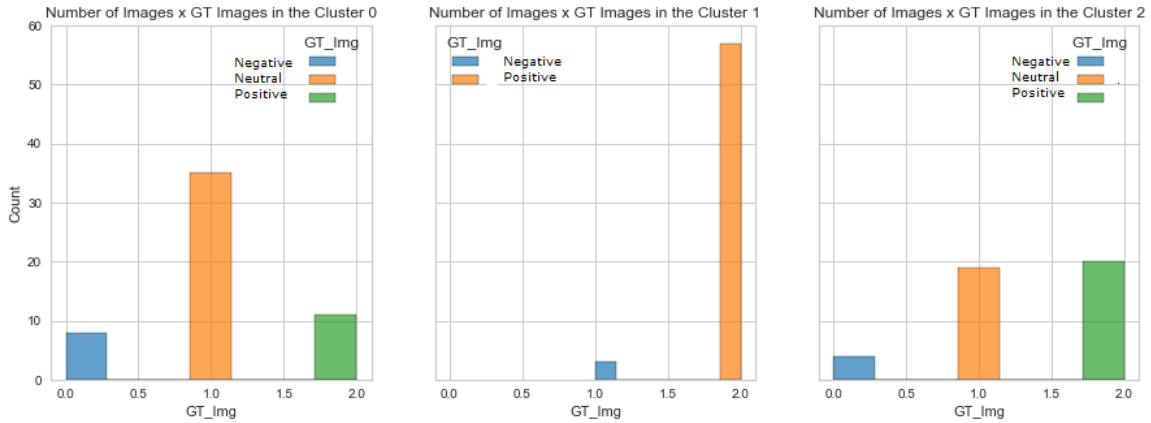 Number of Images x GT Images in the Cluster 0
60
50
40
30
20
10
0
Count
GT_Img
Negative
Neutral
Positive
0.0 0.5 1.0 1.5 2.0
GT_Img
Number of Images x GT Images in the Cluster 1
GT_Img
Negative
Positive
0.0 0.5 1.0 1.5 2.0
GT_Img
Number of Images x GT Images in the Cluster 2
GT_Img
Negative
Neutral
Positive
0.0 0.5 1.0 1.5 2.0
GT_Img